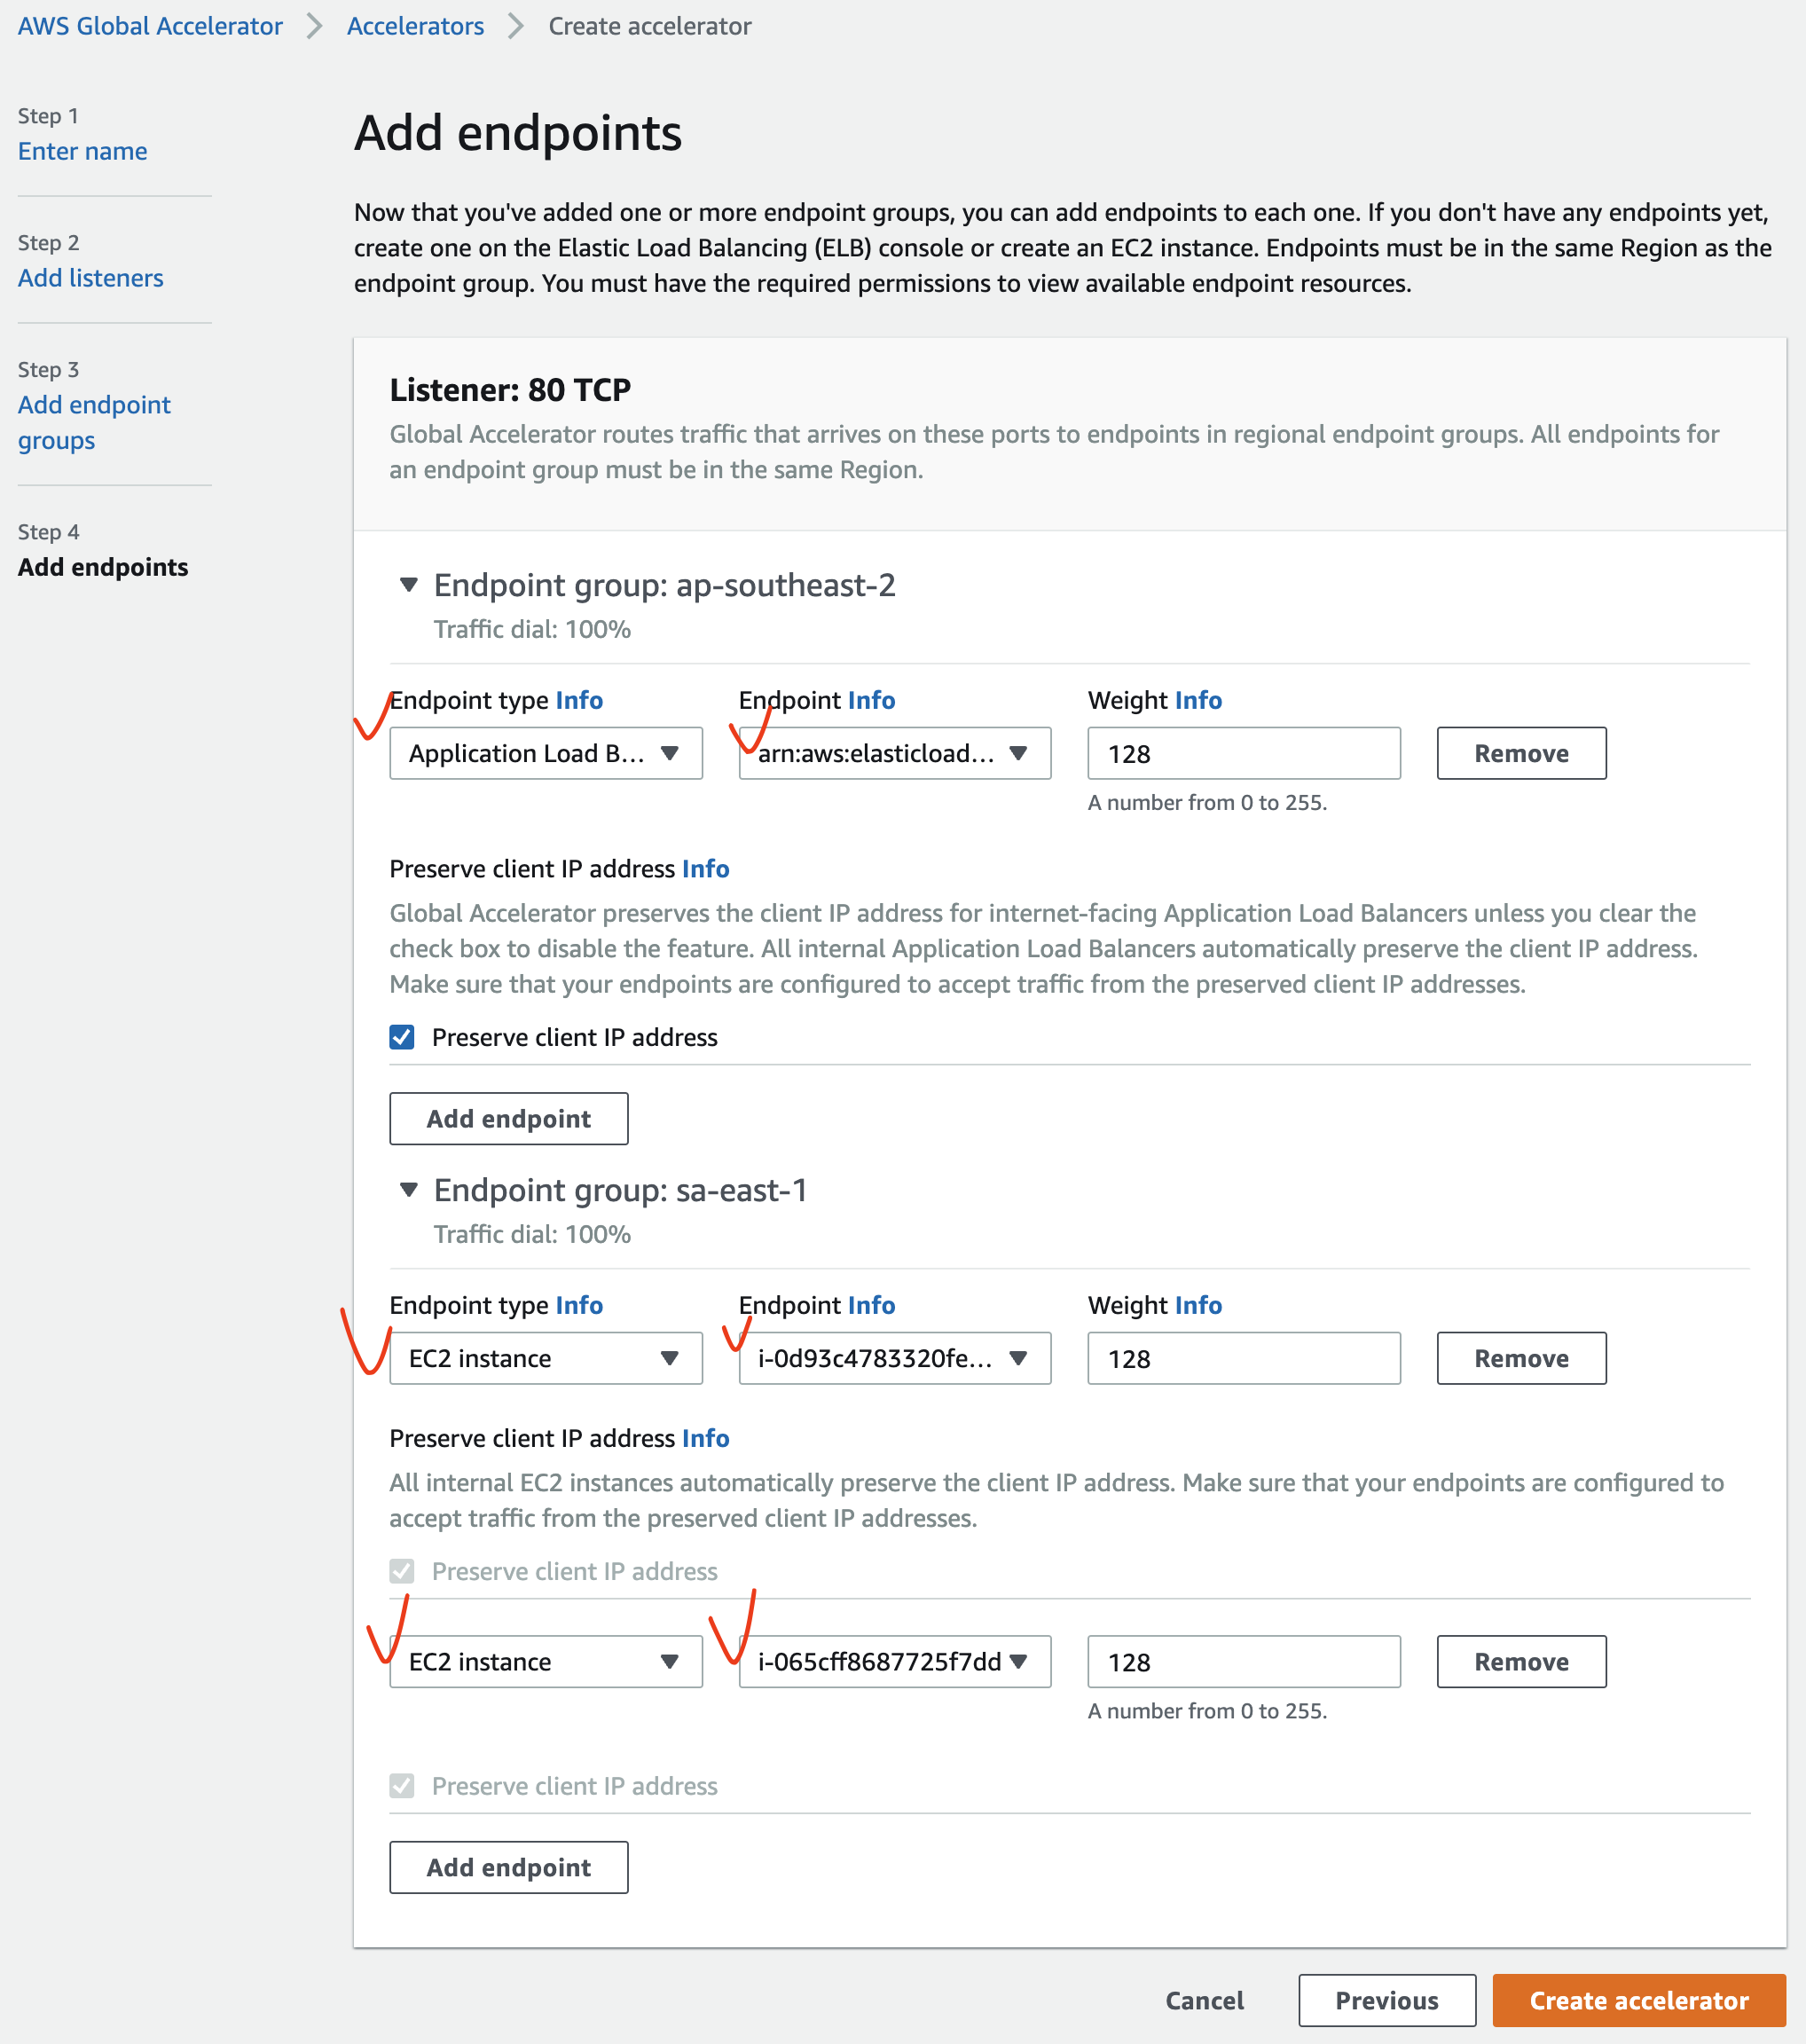 AWS Global Accelerator > Accelerators > Create accelerator
Step 1
Enter name
Step 2
Add listeners
Step 3
Add endpoint
groups
Step 4
Add endpoints
Add endpoints
Now that you've added one or more endpoint groups, you can add endpoints to each one. If you don't have any endpoints yet,
create one on the Elastic Load Balancing (ELB) console or create an EC2 instance. Endpoints must be in the same Region as the
endpoint group. You must have the required permissions to view available endpoint resources.
Listener: 80 TCP
Global Accelerator routes traffic that arrives on these ports to endpoints in regional endpoint groups. All endpoints for
an endpoint group must be in the same Region.
Endpoint group: ap-southeast-2
Traffic dial: 100%
Endpoint type Info Endpoint Info Weight Info
Application Load B... arn:aws:elasticload... 128 Remove
A number from 0 to 255.
Preserve client IP address Info
Global Accelerator preserves the client IP address for internet-facing Application Load Balancers unless you clear the
check box to disable the feature. All internal Application Load Balancers automatically preserve the client IP address.
Make sure that your endpoints are configured to accept traffic from the preserved client IP addresses.
Preserve client IP address
Add endpoint
Endpoint group: sa-east-1
Traffic dial: 100%
Endpoint type Info Endpoint Info Weight Info
EC2 instance i-0d93c4783320fe... 128 Remove
Preserve client IP address Info
All internal EC2 instances automatically preserve the client IP address. Make sure that your endpoints are configured to
accept traffic from the preserved client IP addresses.
Preserve client IP address
EC2 instance i-065cff8687725f7dd 128 Remove
A number from 0 to 255.
Preserve client IP address
Add endpoint
Cancel Previous Create accelerator